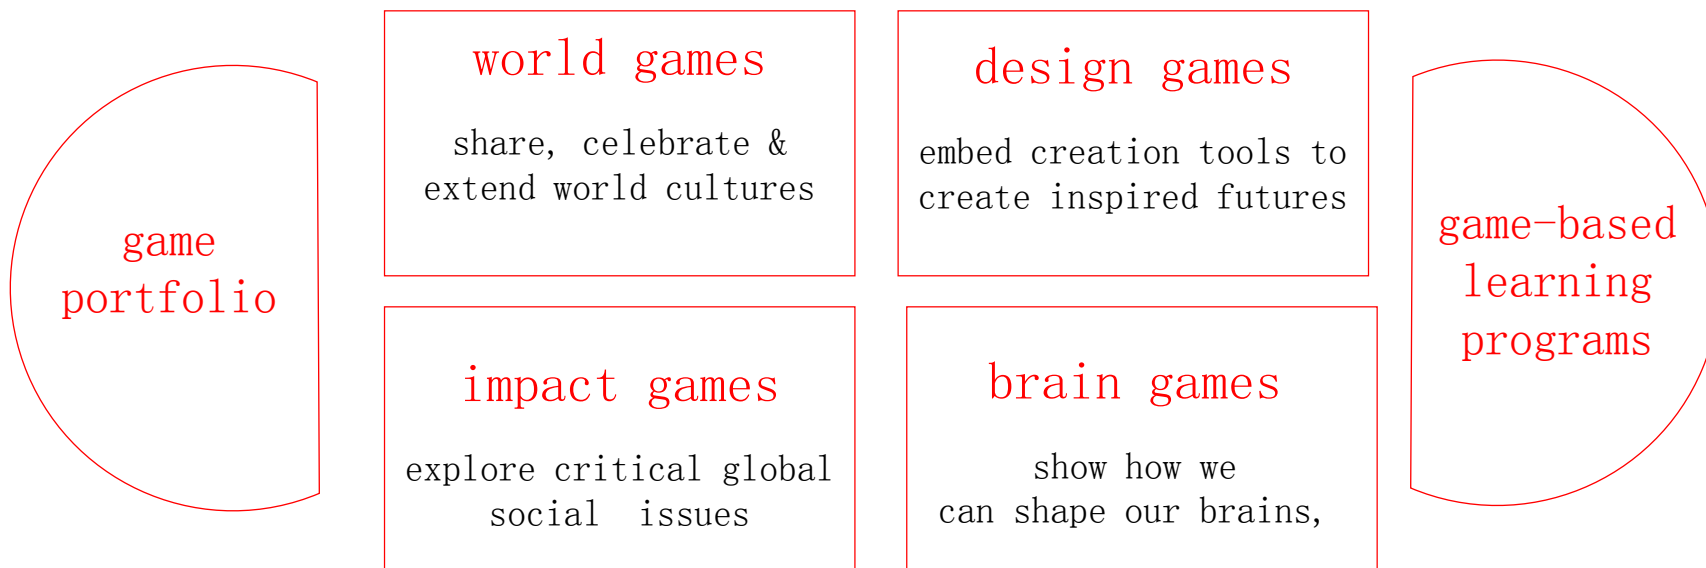 game
portfolio
world games
share, celebrate &
extend world cultures
design games
embed creation tools to
create inspired futures
impact games
explore critical global
social  issues
brain games
show how we
can shape our brains,
game-based
learning
programs